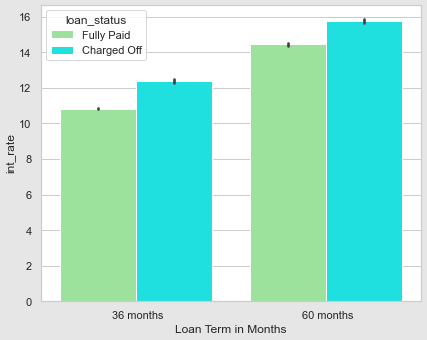 loan_status
Fully Paid
Charged Off
16
14
12
10
8
6
4
2
0
int_rate
36 months
60 months
Loan Term in Months